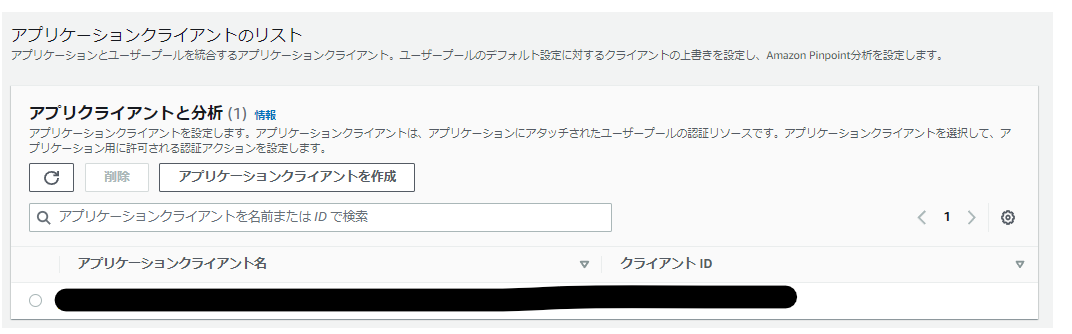 アプリケーションクライアントのリスト
アプリケーションとユーザープールを統合するアプリケーションクライアント。ユーザープールのデフォルト設定に対するクライアントの上書きを設定し、Amazon Pinpoint分析を設定します。
アプリクライアントと分析 (1) 情報
アプリケーションクライアントを設定します。アプリケーションクライアントは、アプリケーションにアタッチされたユーザープールの認証リソースです。アプリケーションクライアントを選択して、ア
プリケーション用に許可される認証アクションを設定します。
削除 アプリケーションクライアントを作成
アプリケーションクライアントを名前または ID で検索 1
アプリケーションクライアント名 クライアント ID